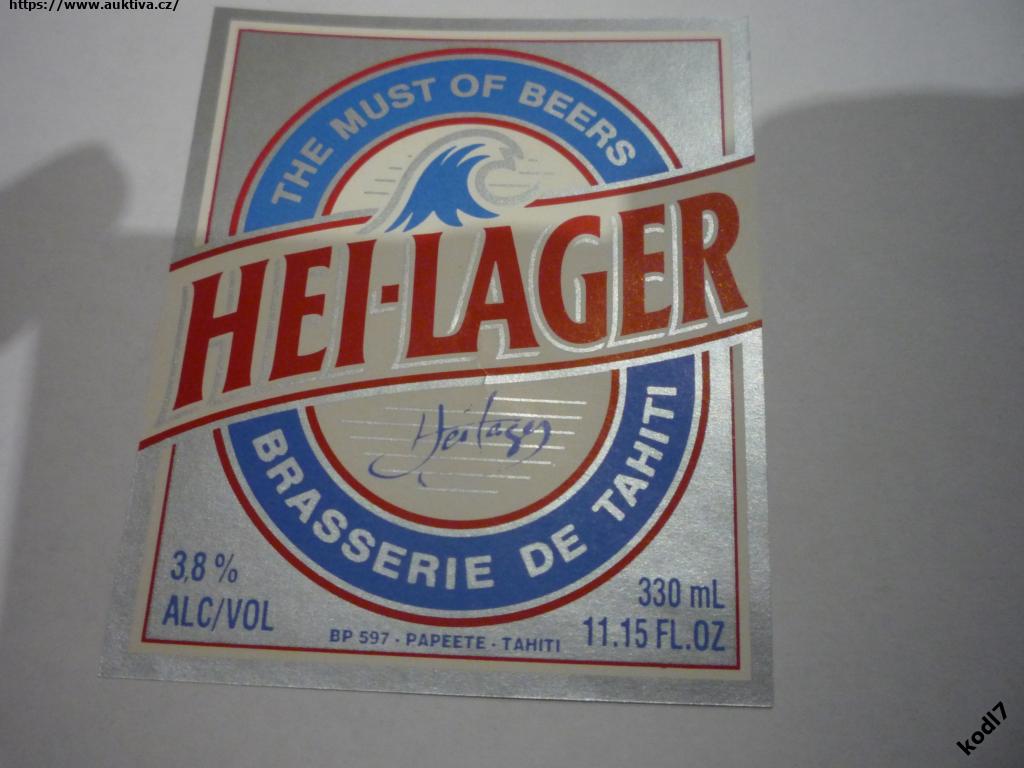 https://www.auktiva.cz/
THE MUST OF BEERS
HEI-LAGER
Heilager
BRASSERIE DE TAHITI
3,8 %
ALC/VOL
BP 597 - PAPEETE - TAHITI
330 mL
11.15 FL.OZ
kodl7